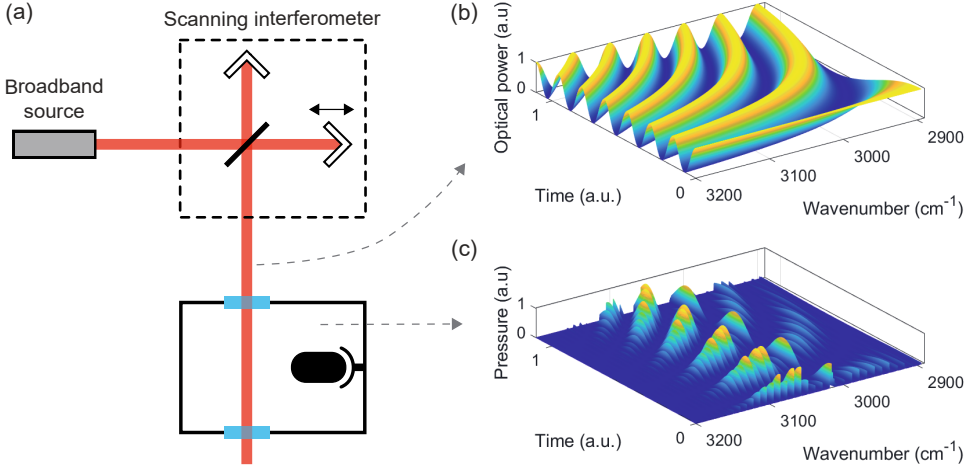 (a)
Scanning interferometer
Broadband
source
(b)
Optical power (a.u)
1
0
1
Time (a.u.)
0
3200
3100
3000
2900
Wavenumber (cm⁻¹)
(c)
Pressure (a.u)
1
0
1
Time (a.u.)
0
3200
3100
3000
2900
Wavenumber (cm⁻¹)